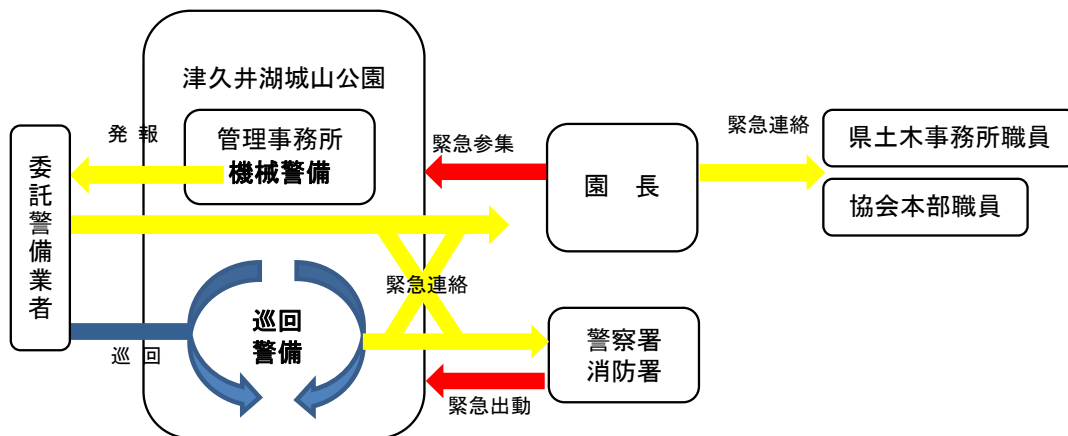 津久井湖城山公園
発 報
管理事務所
機械警備
委託警備業者
緊急参集
園 長
緊急連絡
県土木事務所職員
協会本部職員
緊急連絡
巡回
警備
巡 回
警察署
消防署
緊急出動